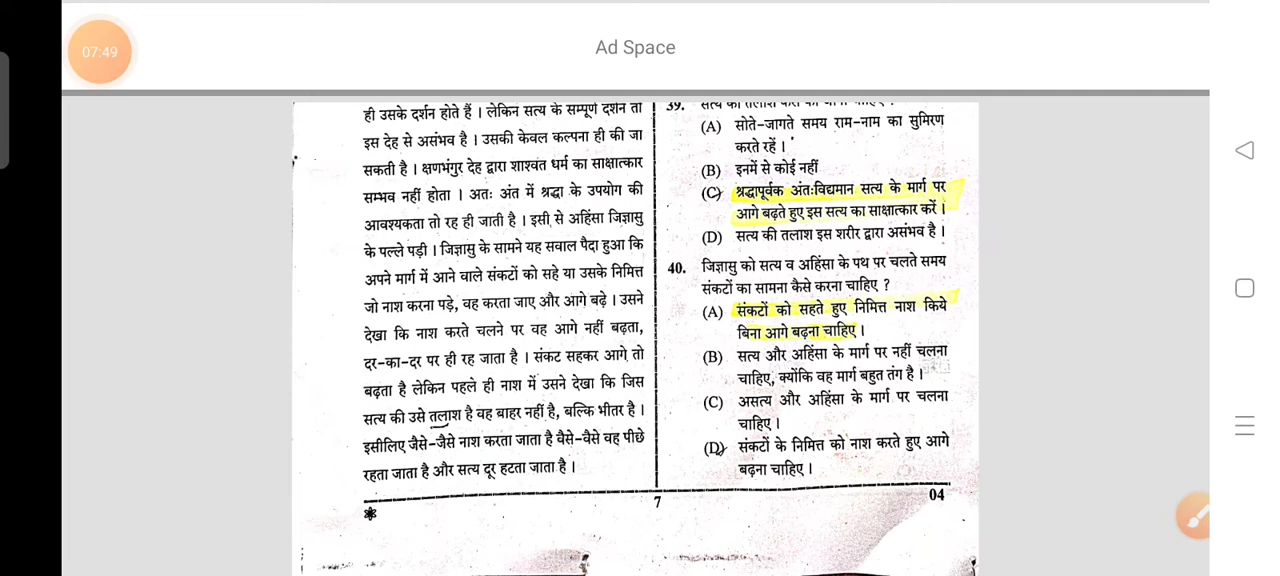 07:49
Ad Space
ही उसके दर्शन होते हैं । लेकिन सत्य के सम्पूर्ण दर्शन तो
इस देह से असंभव है । उसकी केवल कल्पना ही की जा
सकती है । क्षणभंगुर देह द्वारा शाश्वत धर्म का साक्षात्कार
सम्भव नहीं होता । अतः अंत में श्रद्धा के उपयोग की
आवश्यकता तो रह ही जाती है । इसी से अहिंसा जिज्ञासु
के पल्ले पड़ी । जिज्ञासु के सामने यह सवाल पैदा हुआ कि
अपने मार्ग में आने वाले संकटों को सहे या उसके निमित्त
जो नाश करना पड़े, वह करता जाए और आगे बढ़े । उसने
देखा कि नाश करते चलने पर वह आगे नहीं बढ़ता,
दर-का-दर पर ही रह जाता है । संकट सहकर आगे तो
बढ़ता है लेकिन पहले ही नाश में उसने देखा कि जिस
सत्य की उसे तलाश है वह बाहर नहीं है, बल्कि भीतर है ।
इसीलिए जैसे-जैसे नाश करता जाता है वैसे-वैसे वह पीछे
रहता जाता है और सत्य दूर हटता जाता है ।
39. सत्य की तलाश
(A) सोते-जागते समय राम-नाम का सुमिरण
करते रहें ।
(B) इनमें से कोई नहीं
(C) श्रद्धापूर्वक अंतःविद्यमान सत्य के मार्ग पर
आगे बढ़ते हुए इस सत्य का साक्षात्कार करें ।
(D) सत्य की तलाश इस शरीर द्वारा असंभव है ।
40. जिज्ञासु को सत्य व अहिंसा के पथ पर चलते समय
संकटों का सामना कैसे करना चाहिए ?
(A) संकटों को सहते हुए निमित्त नाश किये
बिना आगे बढ़ना चाहिए ।
(B) सत्य और अहिंसा के मार्ग पर नहीं चलना
चाहिए, क्योंकि वह मार्ग बहुत तंग है ।
(C) असत्य और अहिंसा के मार्ग पर चलना
चाहिए ।
(D) संकटों के निमित्त को नाश करते हुए आगे
बढ़ना चाहिए ।
7
04